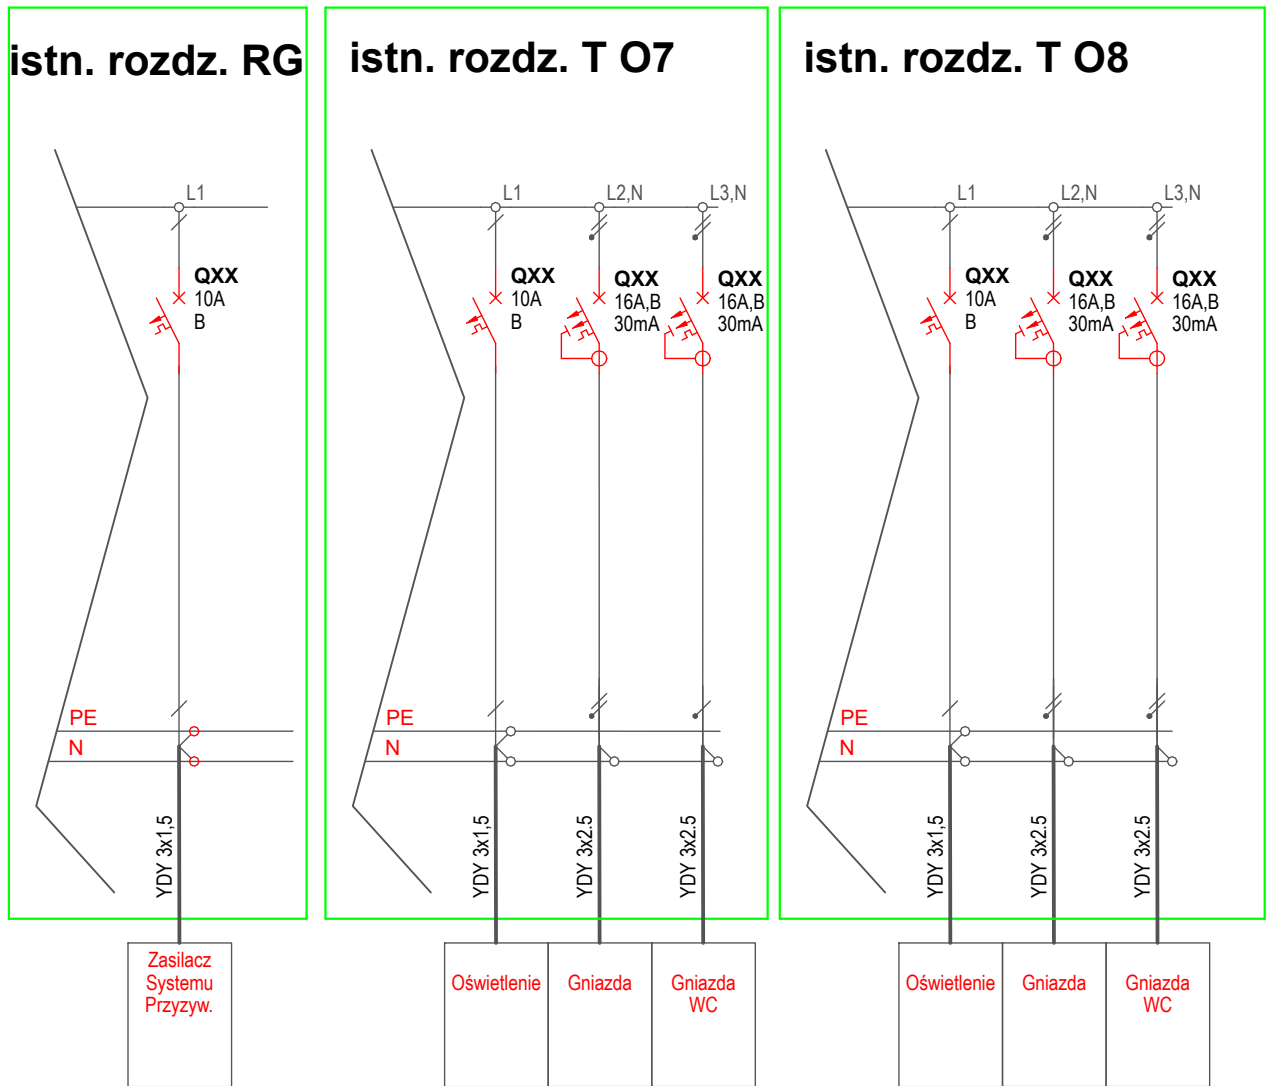 istn. rozdz. RG
L1
QXX
10A
B
PE
N
YDY 3x1,5
Zasilacz
Systemu
Przyzyw.
istn. rozdz. T O7
L1
L2,N
L3,N
QXX
10A
B
QXX
16A,B
30mA
QXX
16A,B
30mA
PE
N
YDY 3x1,5
YDY 3x2.5
YDY 3x2.5
Oświetlenie
Gniazda
Gniazda
WC
istn. rozdz. T O8
L1
L2,N
L3,N
QXX
10A
B
QXX
16A,B
30mA
QXX
16A,B
30mA
PE
N
YDY 3x1,5
YDY 3x2.5
YDY 3x2.5
Oświetlenie
Gniazda
Gniazda
WC